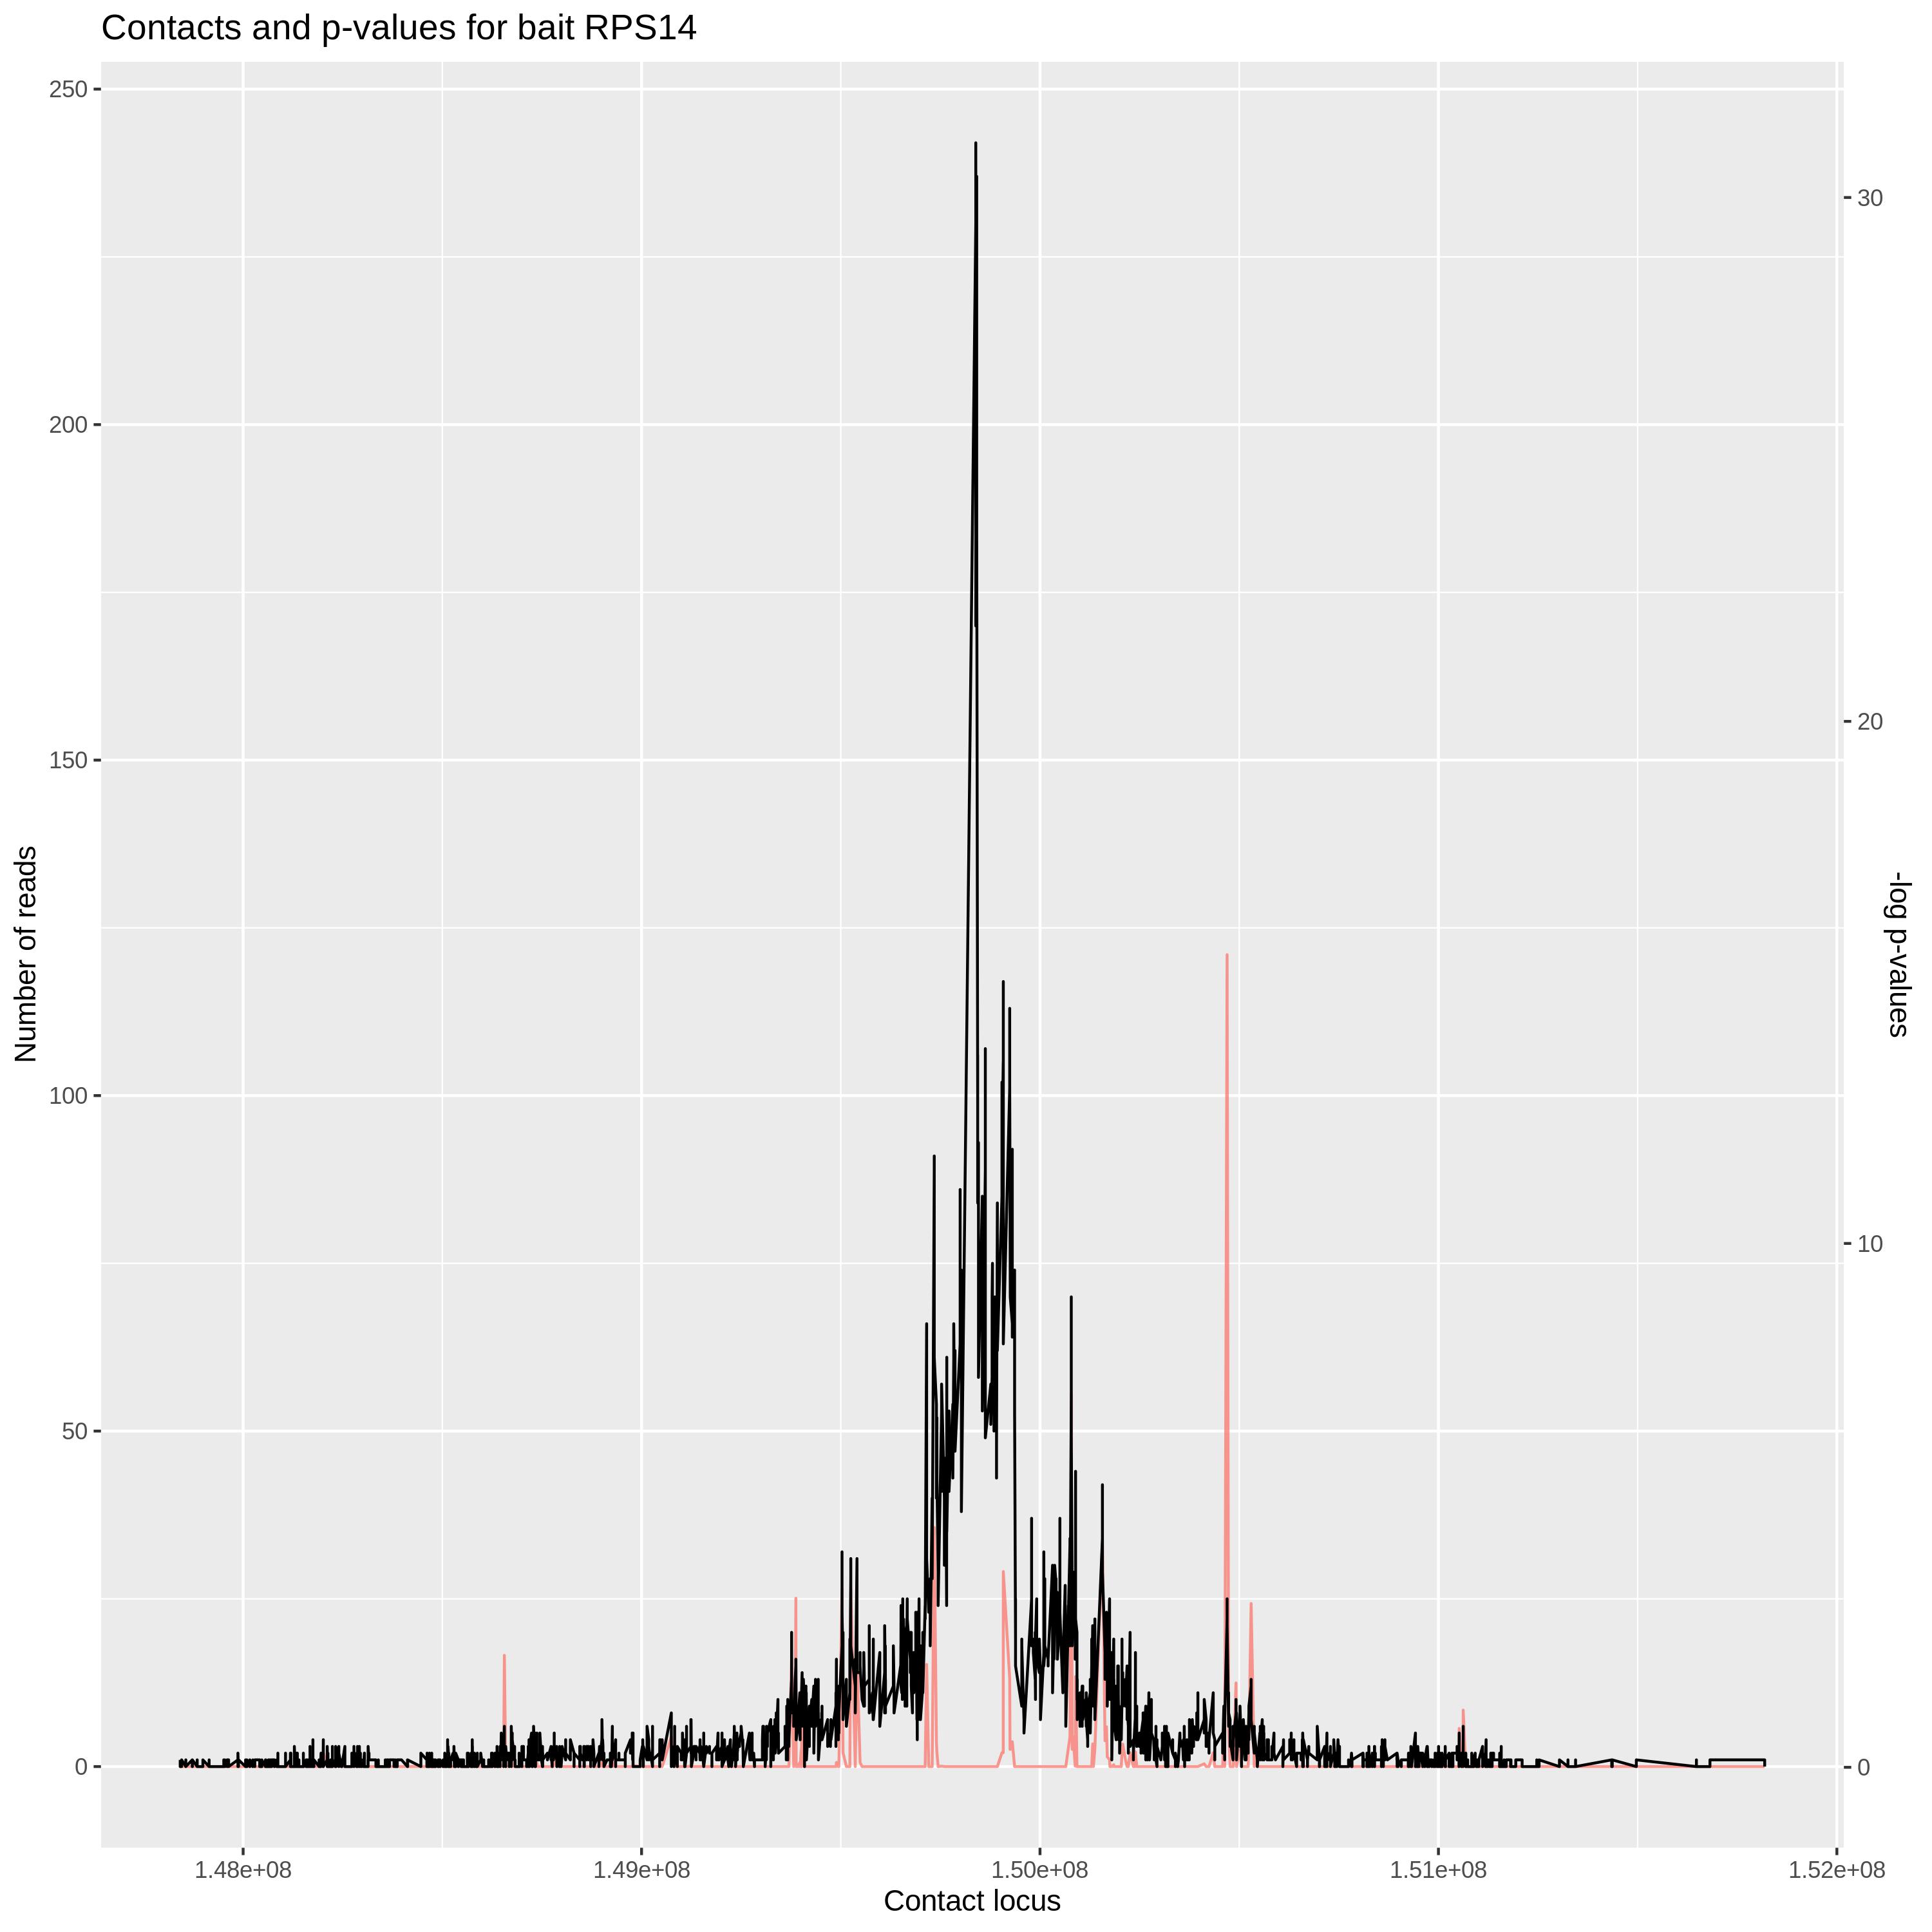 Contacts and p-values for bait RPS14
250
200
150
100
50
0
Number of reads
30
20
10
0
-log p-values
1.48e+08
1.49e+08
1.50e+08
1.51e+08
1.52e+08
Contact locus